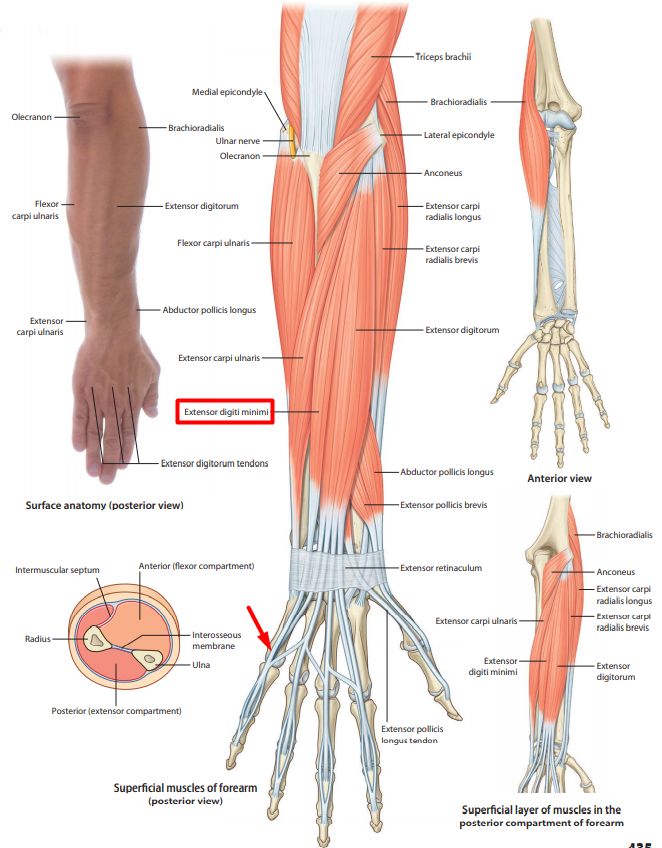 Olecranon
Brachioradialis
Flexor
carpi ulnaris
Extensor digitorum
Extensor
carpi ulnaris
Abductor pollicis longus
Extensor digitorum tendons
Surface anatomy (posterior view)
Triceps brachii
Medial epicondyle
Brachioradialis
Ulnar nerve
Lateral epicondyle
Olecranon
Anconeus
Extensor carpi
radialis longus
Flexor carpi ulnaris
Extensor carpi
radialis brevis
Extensor digitorum
Extensor carpi ulnaris
Extensor digiti minimi
Abductor pollicis longus
Extensor pollicis brevis
Extensor retinaculum
Extensor pollicis
longus tendon
Superficial muscles of forearm
(posterior view)
Anterior view
Intermuscular septum
Anterior (flexor compartment)
Radius
Interosseous
membrane
Ulna
Posterior (extensor compartment)
Brachioradialis
Anconeus
Extensor carpi
radialis longus
Extensor carpi ulnaris
Extensor carpi
radialis brevis
Extensor
digiti minimi
Extensor
digitorum
Superficial layer of muscles in the
posterior compartment of forearm